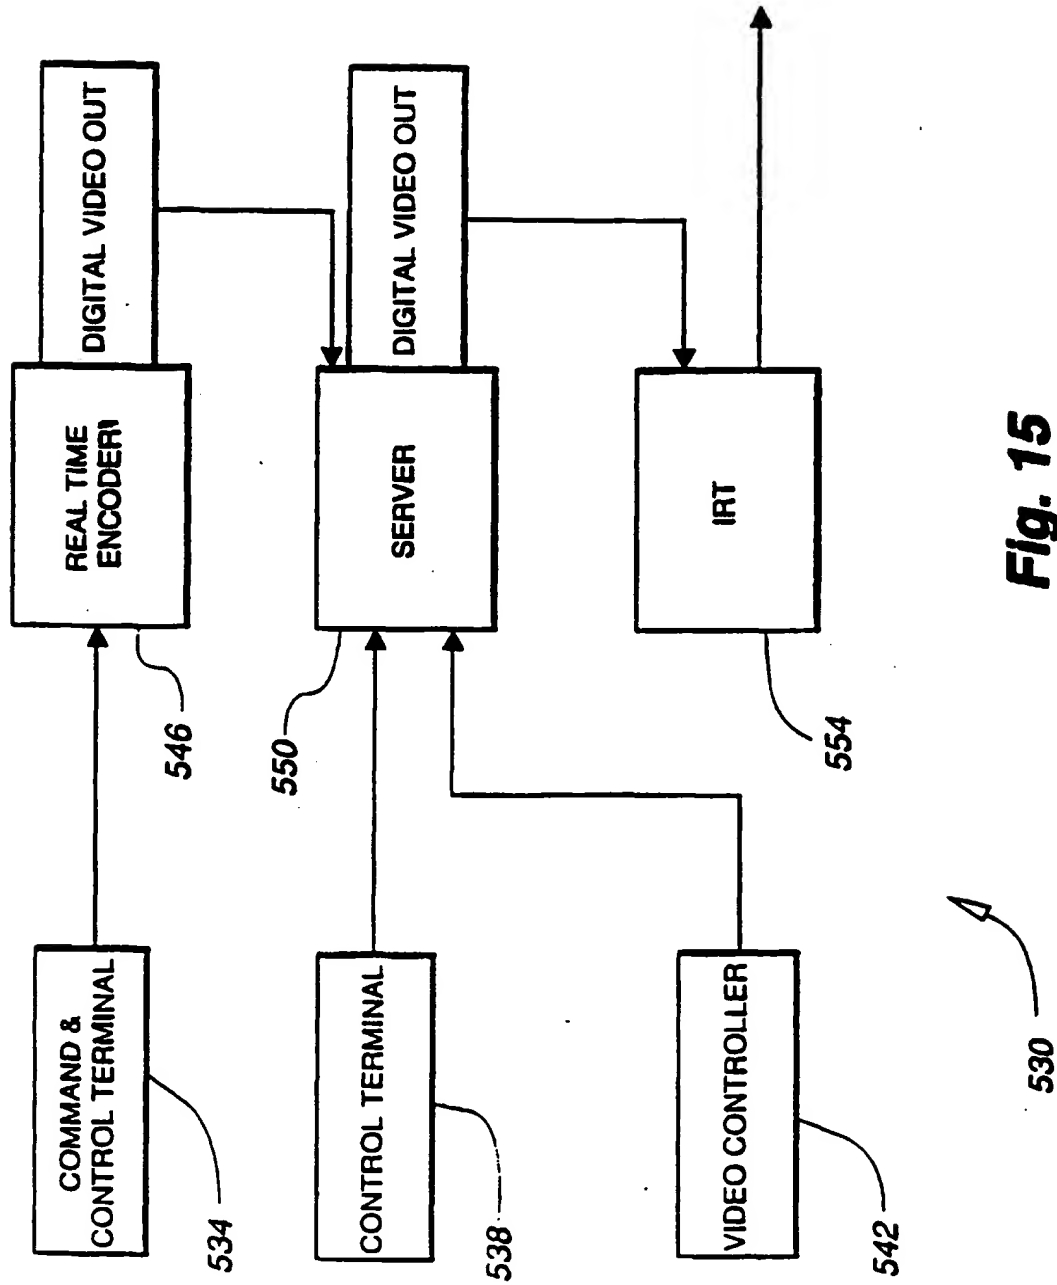 COMMAND &
CONTROL TERMINAL
534
REAL TIME
ENCODER
546
DIGITAL VIDEO OUT
CONTROL TERMINAL
538
550
SERVER
DIGITAL VIDEO OUT
VIDEO CONTROLLER
542
IRT
554
530
Fig. 15